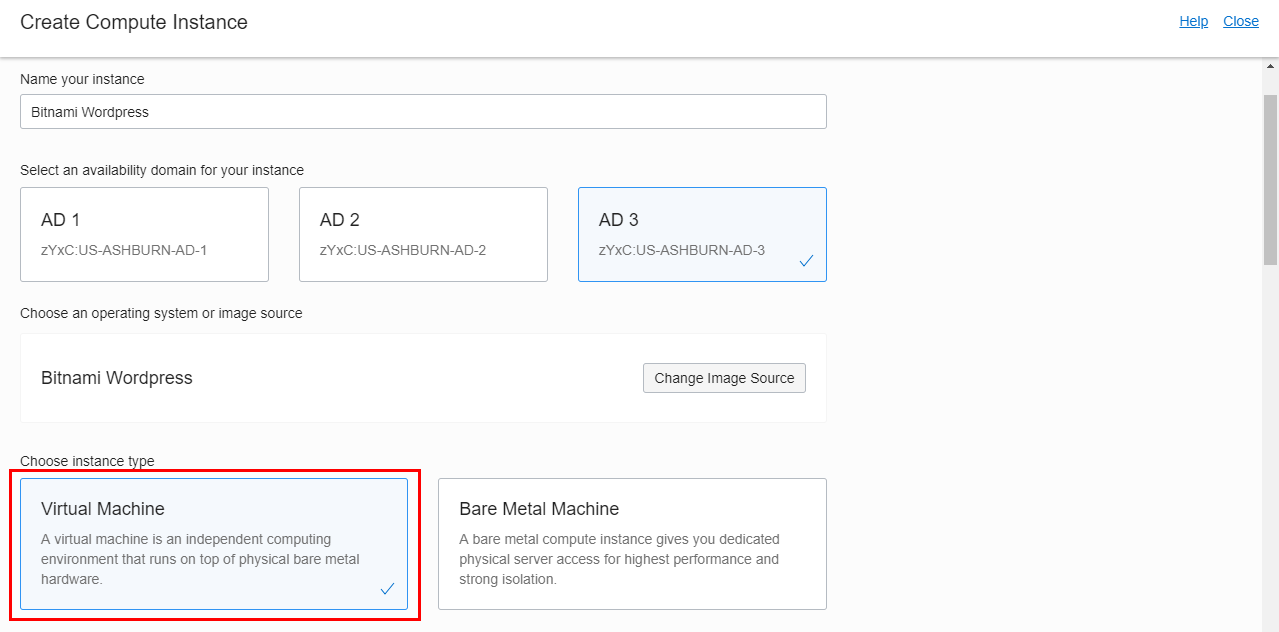 Create Compute Instance
Help Close
Name your instance
Bitnami Wordpress
Select an availability domain for your instance
AD 1
zYxC:US-ASHBURN-AD-1
AD 2
zYxC:US-ASHBURN-AD-2
AD 3
zYxC:US-ASHBURN-AD-3
Choose an operating system or image source
Bitnami Wordpress
Change Image Source
Choose instance type
Virtual Machine
A virtual machine is an independent computing
environment that runs on top of physical bare metal
hardware.
Bare Metal Machine
A bare metal compute instance gives you dedicated
physical server access for highest performance and
strong isolation.